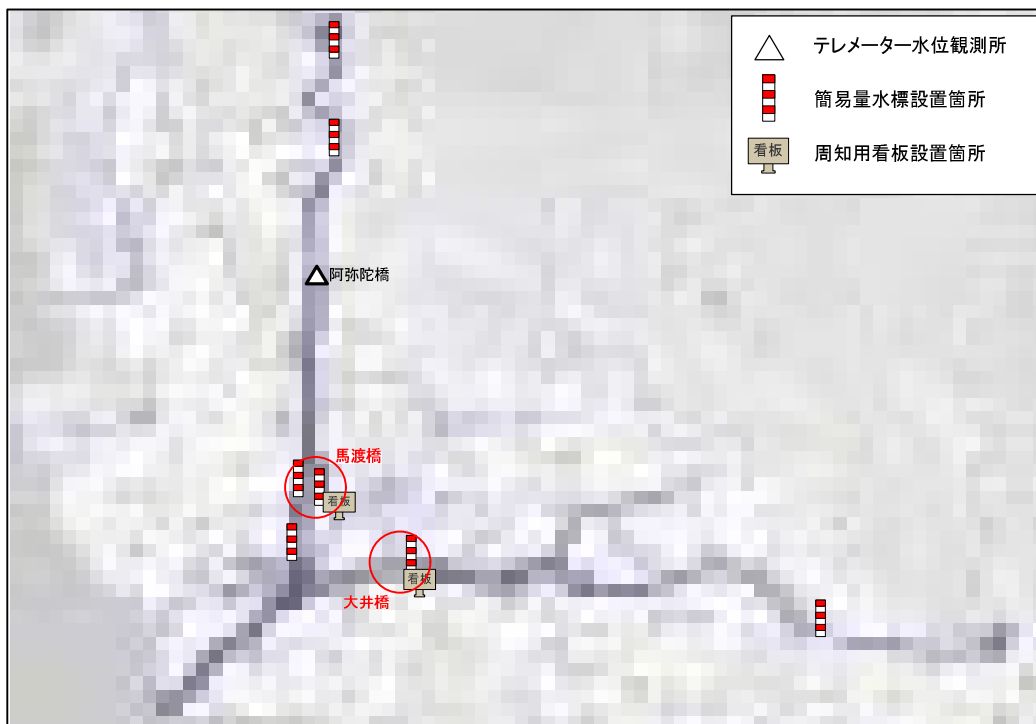 テレメーター水位観測所
簡易量水標設置箇所
看板 周知用看板設置箇所
阿弥陀橋
馬渡橋
看板
看板
大井橋